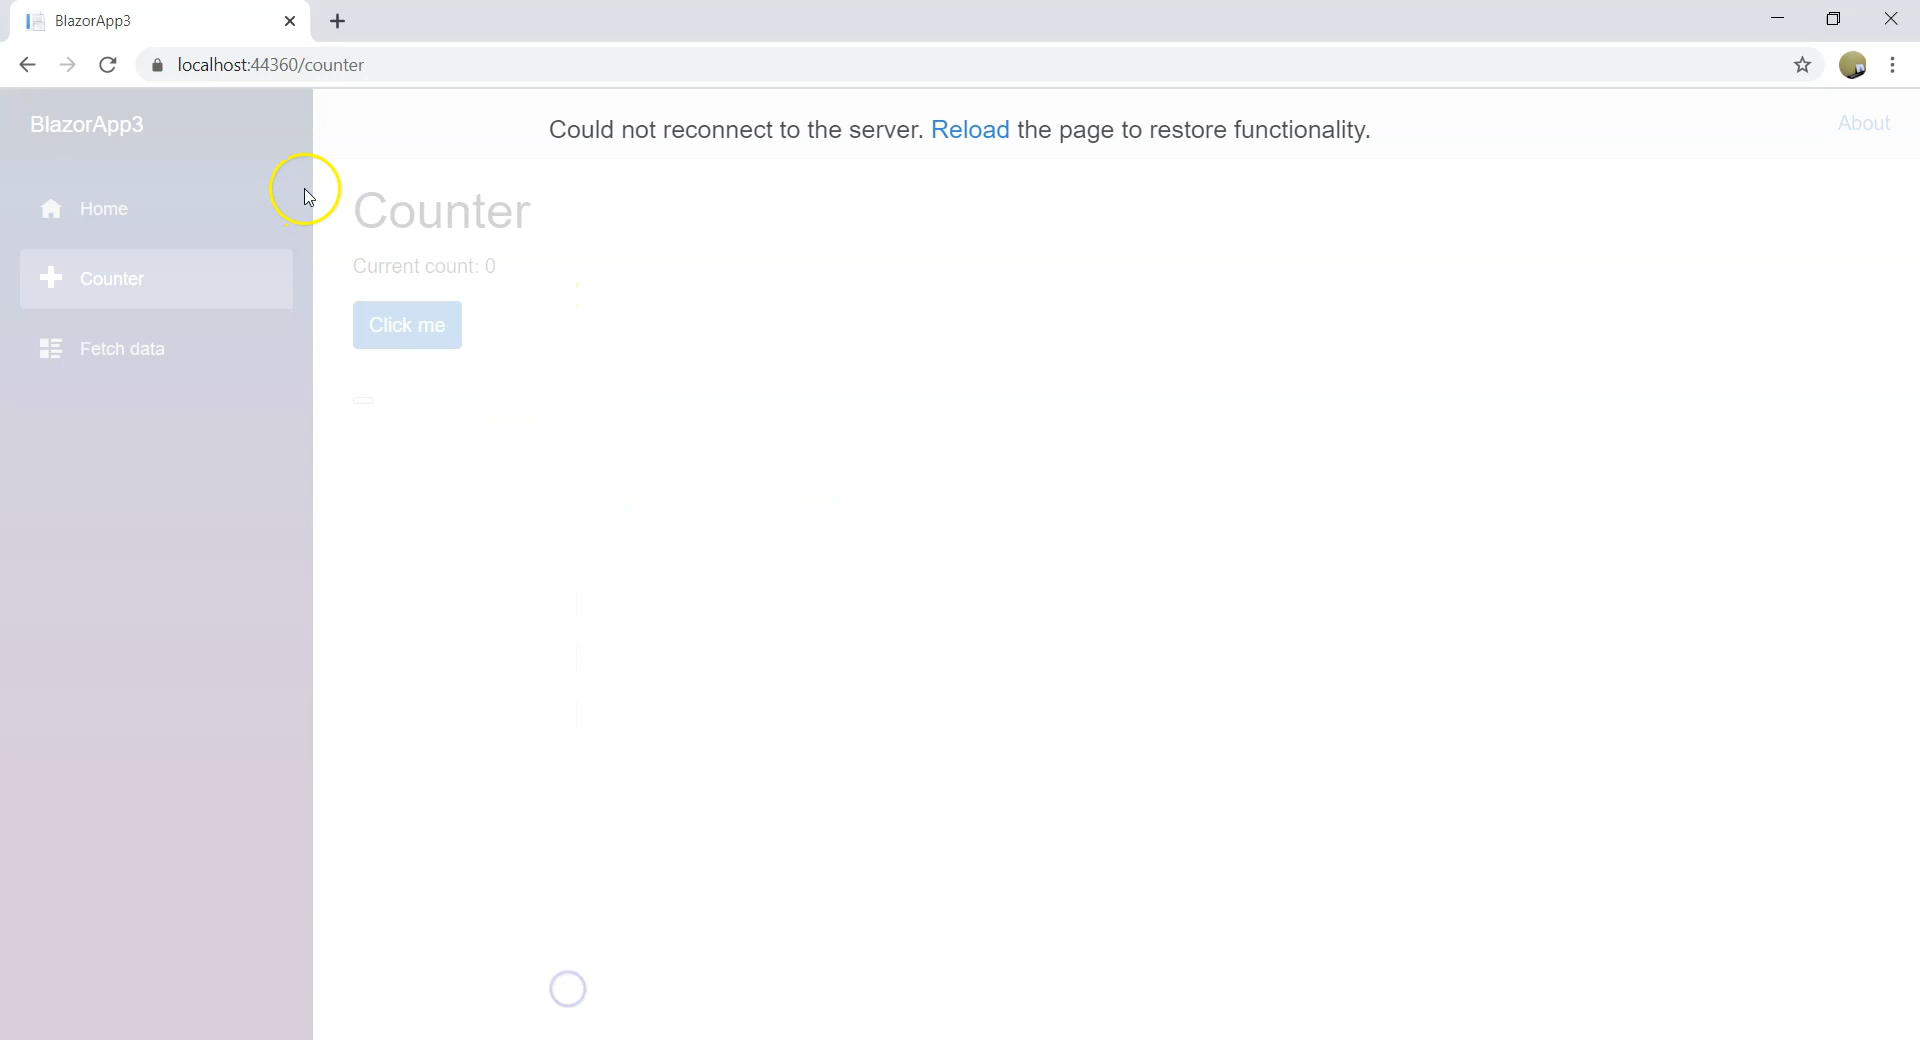 BlazorApp3
localhost:44360/counter
BlazorApp3
Could not reconnect to the server. Reload the page to restore functionality.
About
Home
Counter
Fetch data
Counter
Current count: 0
Click me